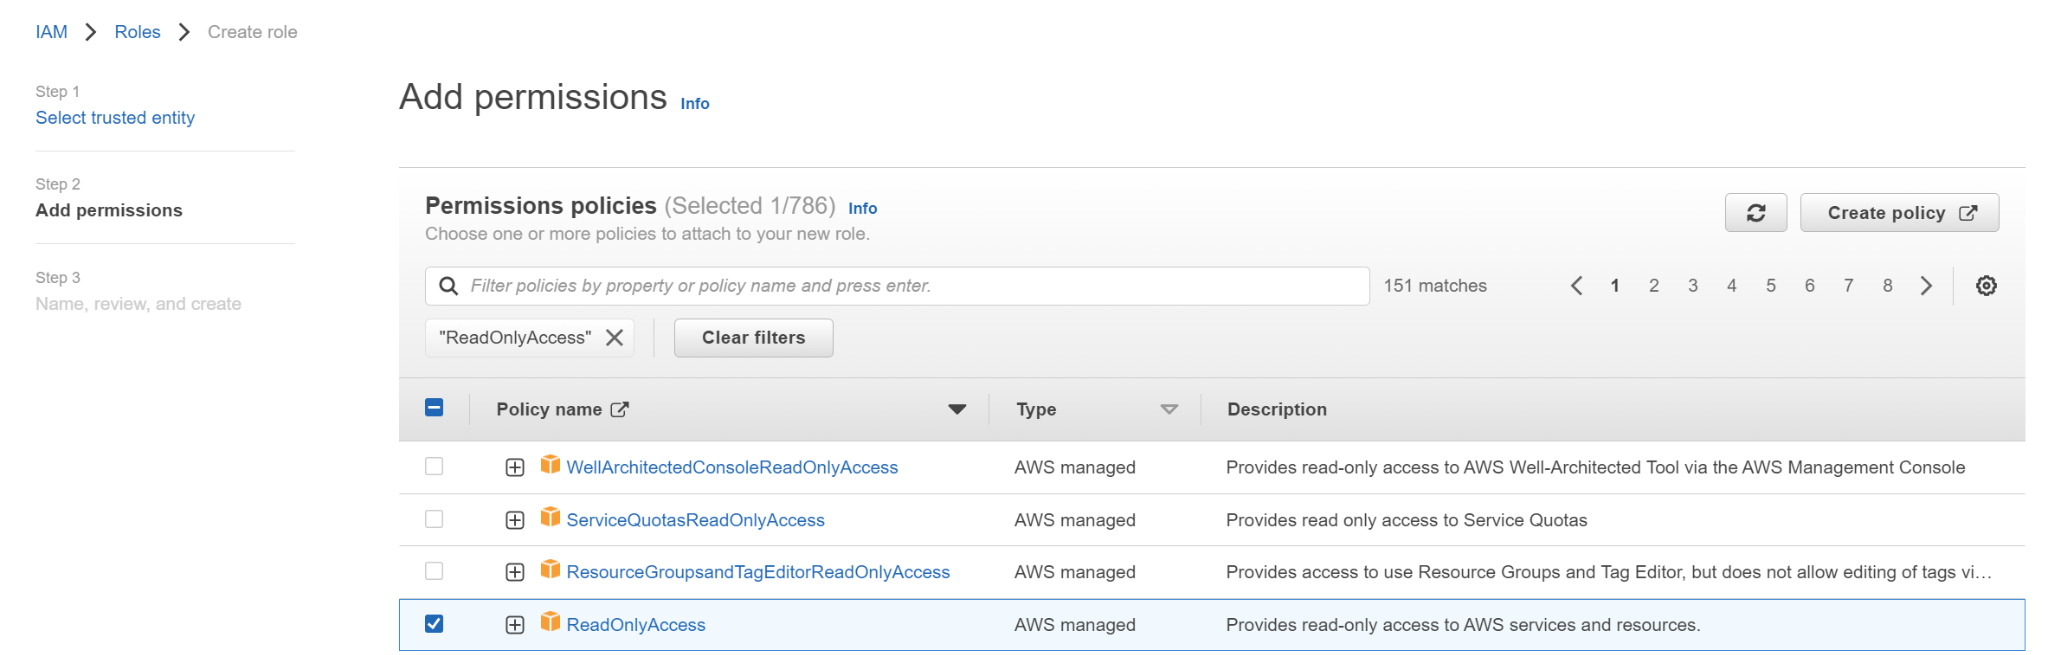 IAM Roles Create role
Step 1
Select trusted entity
Step 2
Add permissions
Step 3
Name, review, and create
Add permissions Info
Permissions policies (Selected 1/786) Info
Choose one or more policies to attach to your new role.
Create policy
Filter policies by property or policy name and press enter.
151 matches
1 2 3 4 5 6 7 8
"ReadOnlyAccess"
Clear filters
Policy name Type Description
WellArchitectedConsoleReadOnlyAccess AWS managed Provides read-only access to AWS Well-Architected Tool via the AWS Management Console
ServiceQuotasReadOnlyAccess AWS managed Provides read only access to Service Quotas
ResourceGroupsandTagEditorReadOnlyAccess AWS managed Provides access to use Resource Groups and Tag Editor, but does not allow editing of tags vi…
ReadOnlyAccess AWS managed Provides read-only access to AWS services and resources.